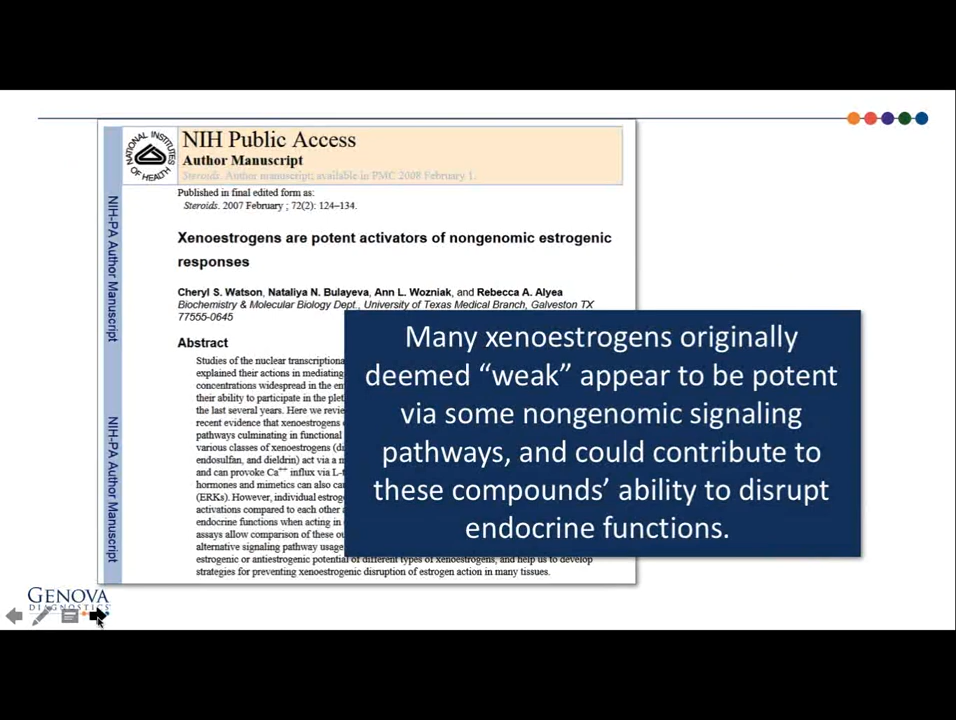 NIH Public Access
Author Manuscript
Steroids. Author manuscript; available in PMC 2008 February 1.
Published in final edited form as:
Steroids. 2007 February ; 72(2): 124–134.
Xenoestrogens are potent activators of nongenomic estrogenic
responses
Cheryl S. Watson, Nataliya N. Bulayeva, Ann L. Wozniak, and Rebecca A. Alyea
Biochemistry & Molecular Biology Dept., University of Texas Medical Branch, Galveston TX
77555-0645
Abstract
Studies of the nuclear transcriptiona
explained their actions in mediating
concentrations widespread in the en
their ability to participate in the plet
the last several years. Here we revie
recent evidence that xenoestrogens
pathways culminating in functional
various classes of xenoestrogens (d
endosulfan, and dieldrin) act via a m
and can provoke Ca++ influx via L-t
hormones and mimetics can also ca
(ERKs). However, individual estrog
activations compared to each other
endocrine functions when acting in
assays allow comparison of these ou
alternative signaling pathway usage
estrogenic or antiestrogenic potential of different types of xenoestrogens, and help us to develop
strategies for preventing xenoestrogenic disruption of estrogen action in many tissues.
Many xenoestrogens originally
deemed “weak” appear to be potent
via some nongenomic signaling
pathways, and could contribute to
these compounds’ ability to disrupt
endocrine functions.
NIH-PA Author Manuscript
NIH-PA Author Manuscript
NATIONAL INSTITUTES OF HEALTH
GENOVA
DIAGNOSTICS